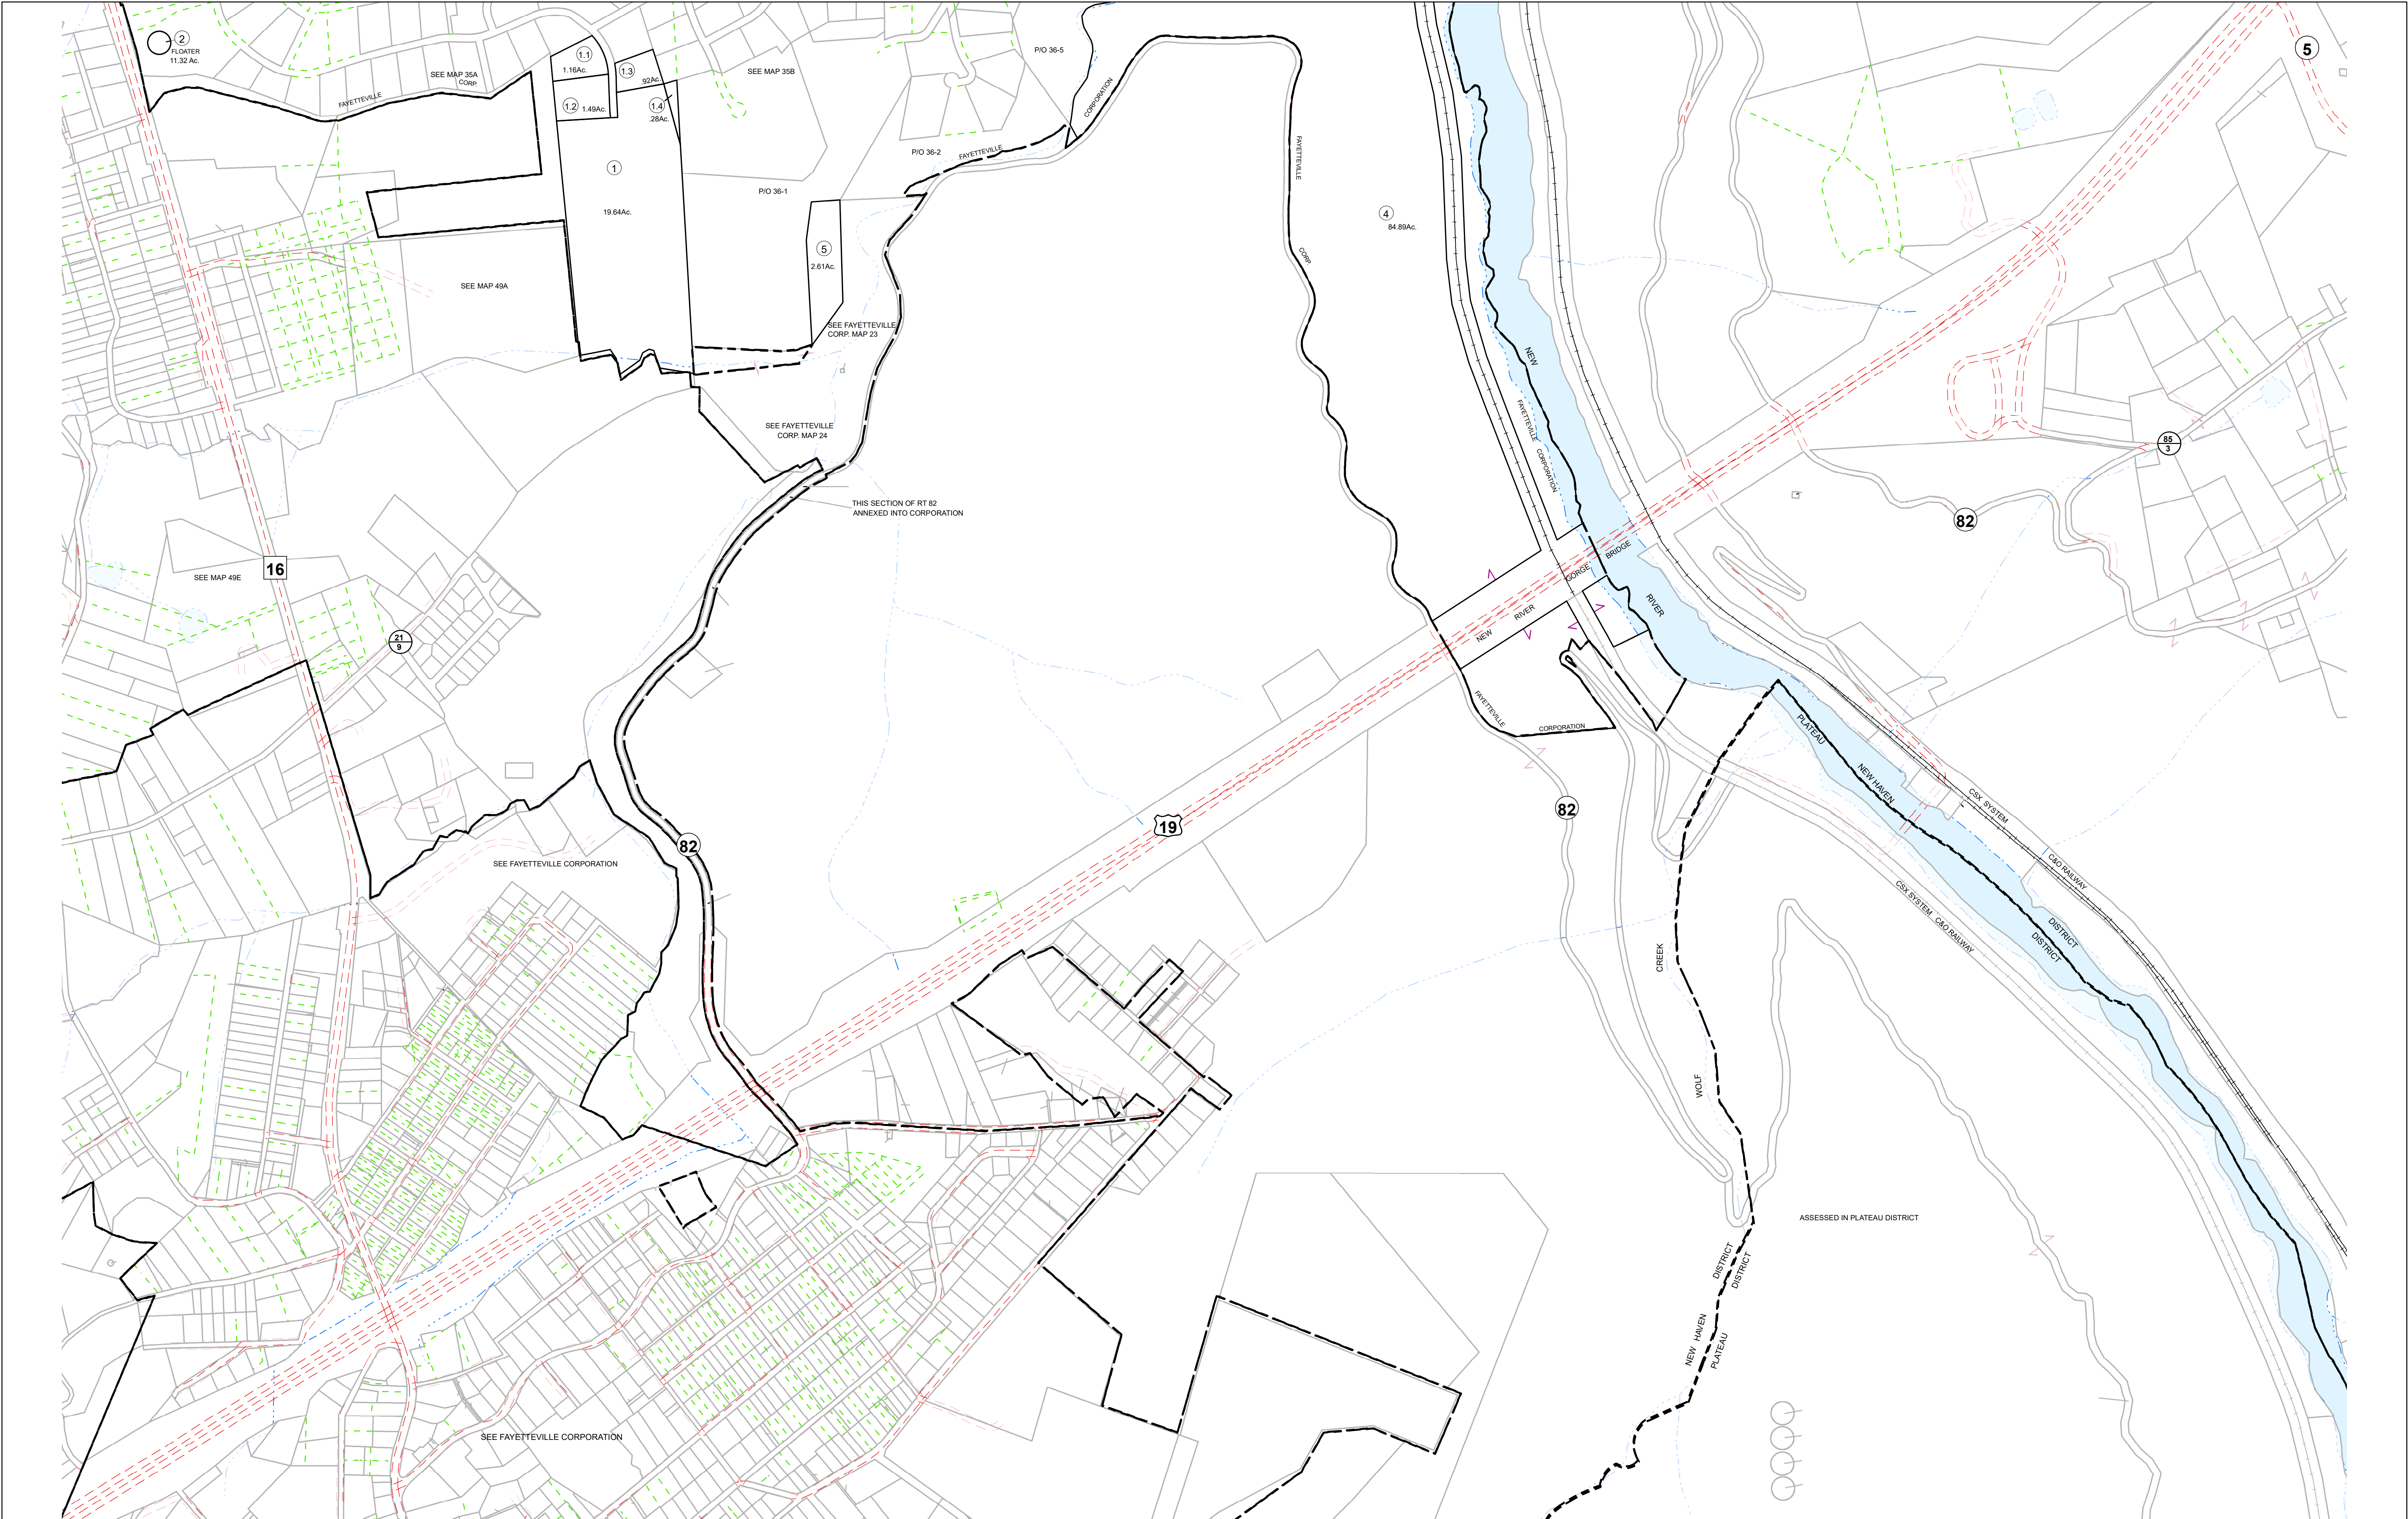 2
FLOATER
11.32 Ac.
SEE MAP 35A
CORP.
FAYETTEVILLE
1.1
1.16Ac.
1.3
.92Ac.
1.2
1.49Ac.
1.4
.28Ac.
SEE MAP 35B
P/O 36-5
CORPORATION
5
P/O 36-2
FAYETTEVILLE
FAYETTEVILLE
1
P/O 36-1
19.64Ac.
4
84.89Ac.
5
2.61Ac.
CORP.
SEE MAP 49A
SEE FAYETTEVILLE
CORP. MAP 23
NEW
FAYETTEVILLE CORPORATION
SEE FAYETTEVILLE
CORP. MAP 24
85
3
THIS SECTION OF RT 82
ANNEXED INTO CORPORATION
82
16
SEE MAP 49E
NEW RIVER GORGE BRIDGE
RIVER
21
9
FAYETTEVILLE
CORPORATION
PLATEAU
NEW HAVEN
CSX SYSTEM
C&O RAILWAY
82
19
82
SEE FAYETTEVILLE CORPORATION
CSX SYSTEM C&O RAILWAY
DISTRICT
DISTRICT
CREEK
WOLF
ASSESSED IN PLATEAU DISTRICT
DISTRICT
DISTRICT
NEW HAVEN
PLATEAU
SEE FAYETTEVILLE CORPORATION